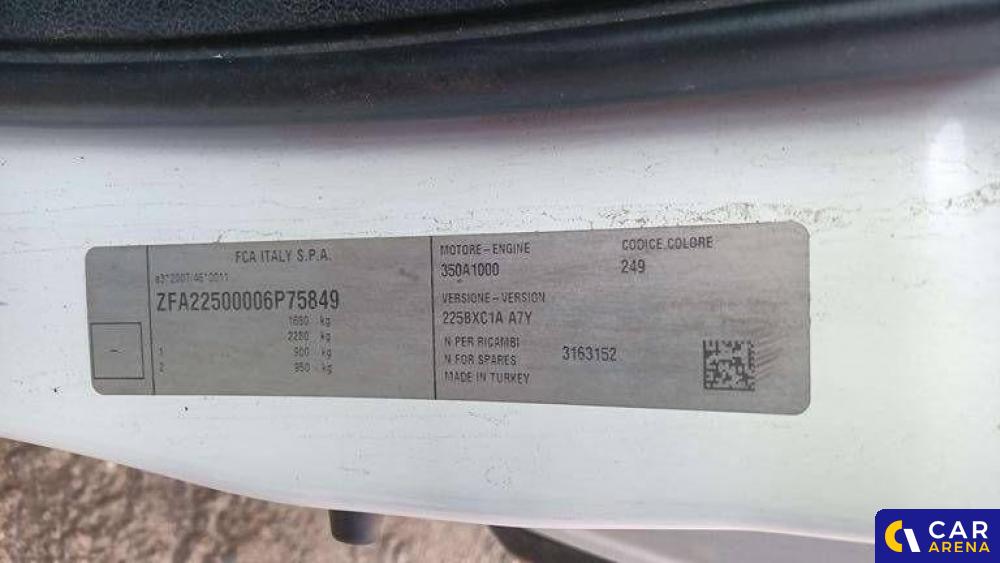 FCA ITALY S.P.A.
e3*2007/46*0011
ZFA22500006P75849
1680 kg
2280 kg
1 900 kg
2 950 kg
-
MOTORE-ENGINE
350A1000
CODICE COLORE
249
VERSIONE-VERSION
225BXC1A A7Y
N PER RICAMBI
N FOR SPARES
3163152
MADE IN TURKEY
CAR
ARENA